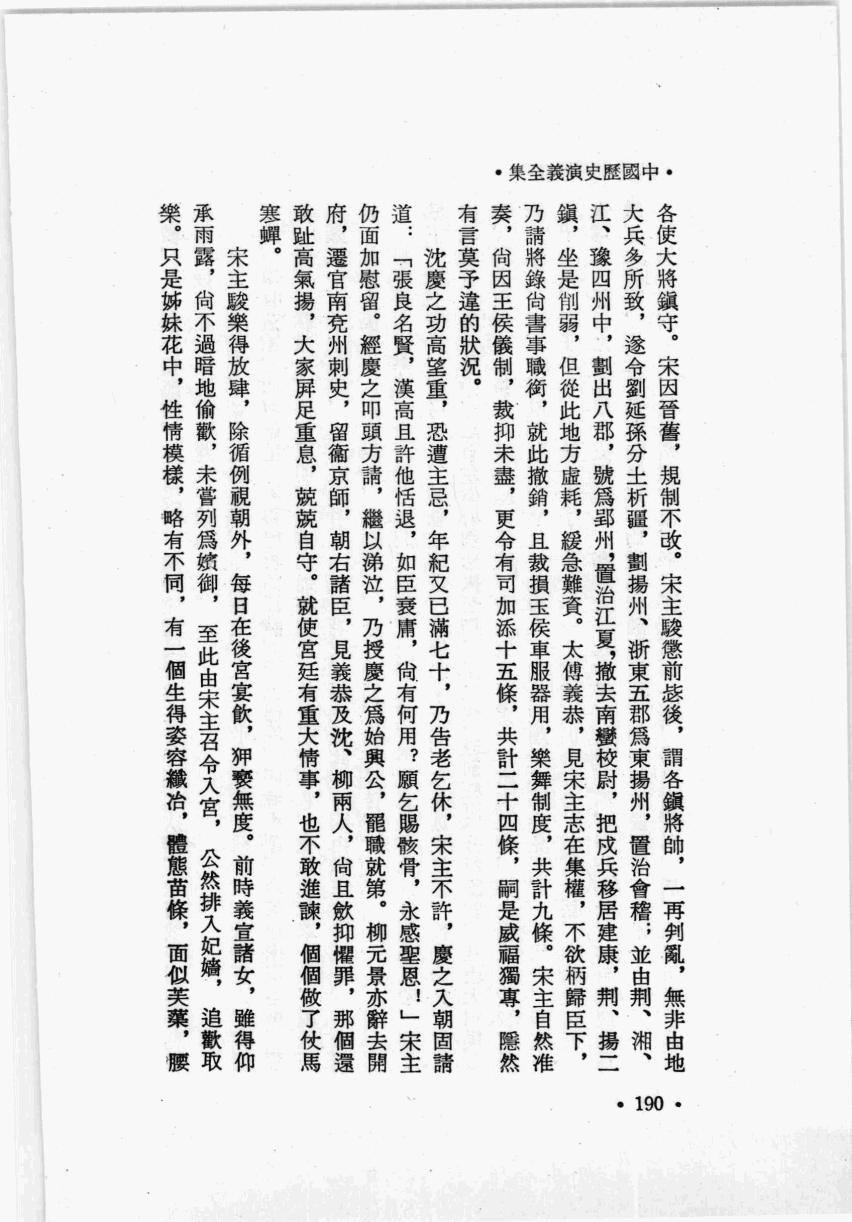 •中國歷史演義全集•
各使大將鎮守。宋因晉舊，規制不改。宋主駿懲前毖後，謂各鎮將帥，一再判亂，無非由地
大兵多所致，遂令劉延孫分土析疆，劃揚州、浙東五郡爲東揚州，置治會稽；並由荆、湘、
江、豫四州中，劃出八郡，號爲郢州，置治江夏，撤去南蠻校尉，把戍兵移居建康，荆、揚二
鎮，坐是削弱，但從此地方虛耗，緩急難資。太傅義恭，見宋主志在集權，不欲柄歸臣下，
乃請將錄尙書事職銜，就此撤銷，且裁損王侯車服器用，樂舞制度，共計九條。宋主自然准
奏，尙因王侯儀制，裁抑未盡，更令有司加添十五條，共計二十四條，嗣是威福獨專，隱然
有言莫予違的狀況。
沈慶之功高望重，恐遭主忌，年紀又已滿七十，乃告老乞休，宋主不許，慶之入朝固請
道：「張良名賢，漢高且許他恬退，如臣衰庸，尙有何用？願乞賜骸骨，永感聖恩！」宋主
仍面加慰留。經慶之叩頭方請，繼以涕泣，乃授慶之爲始興公，罷職就第。柳元景亦辭去開
府，遷官南兗州刺史，留衞京師，朝右諸臣，見義恭及沈、柳兩人，尙且歛抑懼罪，那個還
敢趾高氣揚，大家屛足重息，兢兢自守。就使宮廷有重大情事，也不敢進諫，個個做了仗馬
寒蟬。
宋主駿樂得放肆，除循例視朝外，每日在後宮宴飮，狎褻無度。前時義宣諸女，雖得仰
承雨露，尙不過暗地偷歡，未嘗列爲嬪御，至此由宋主召令入宮，公然排入妃嬙，追歡取
樂。只是姊妹花中，性情模樣，略有不同，有一個生得姿容纖冶，體態苗條，面似芙蕖，腰
•190•